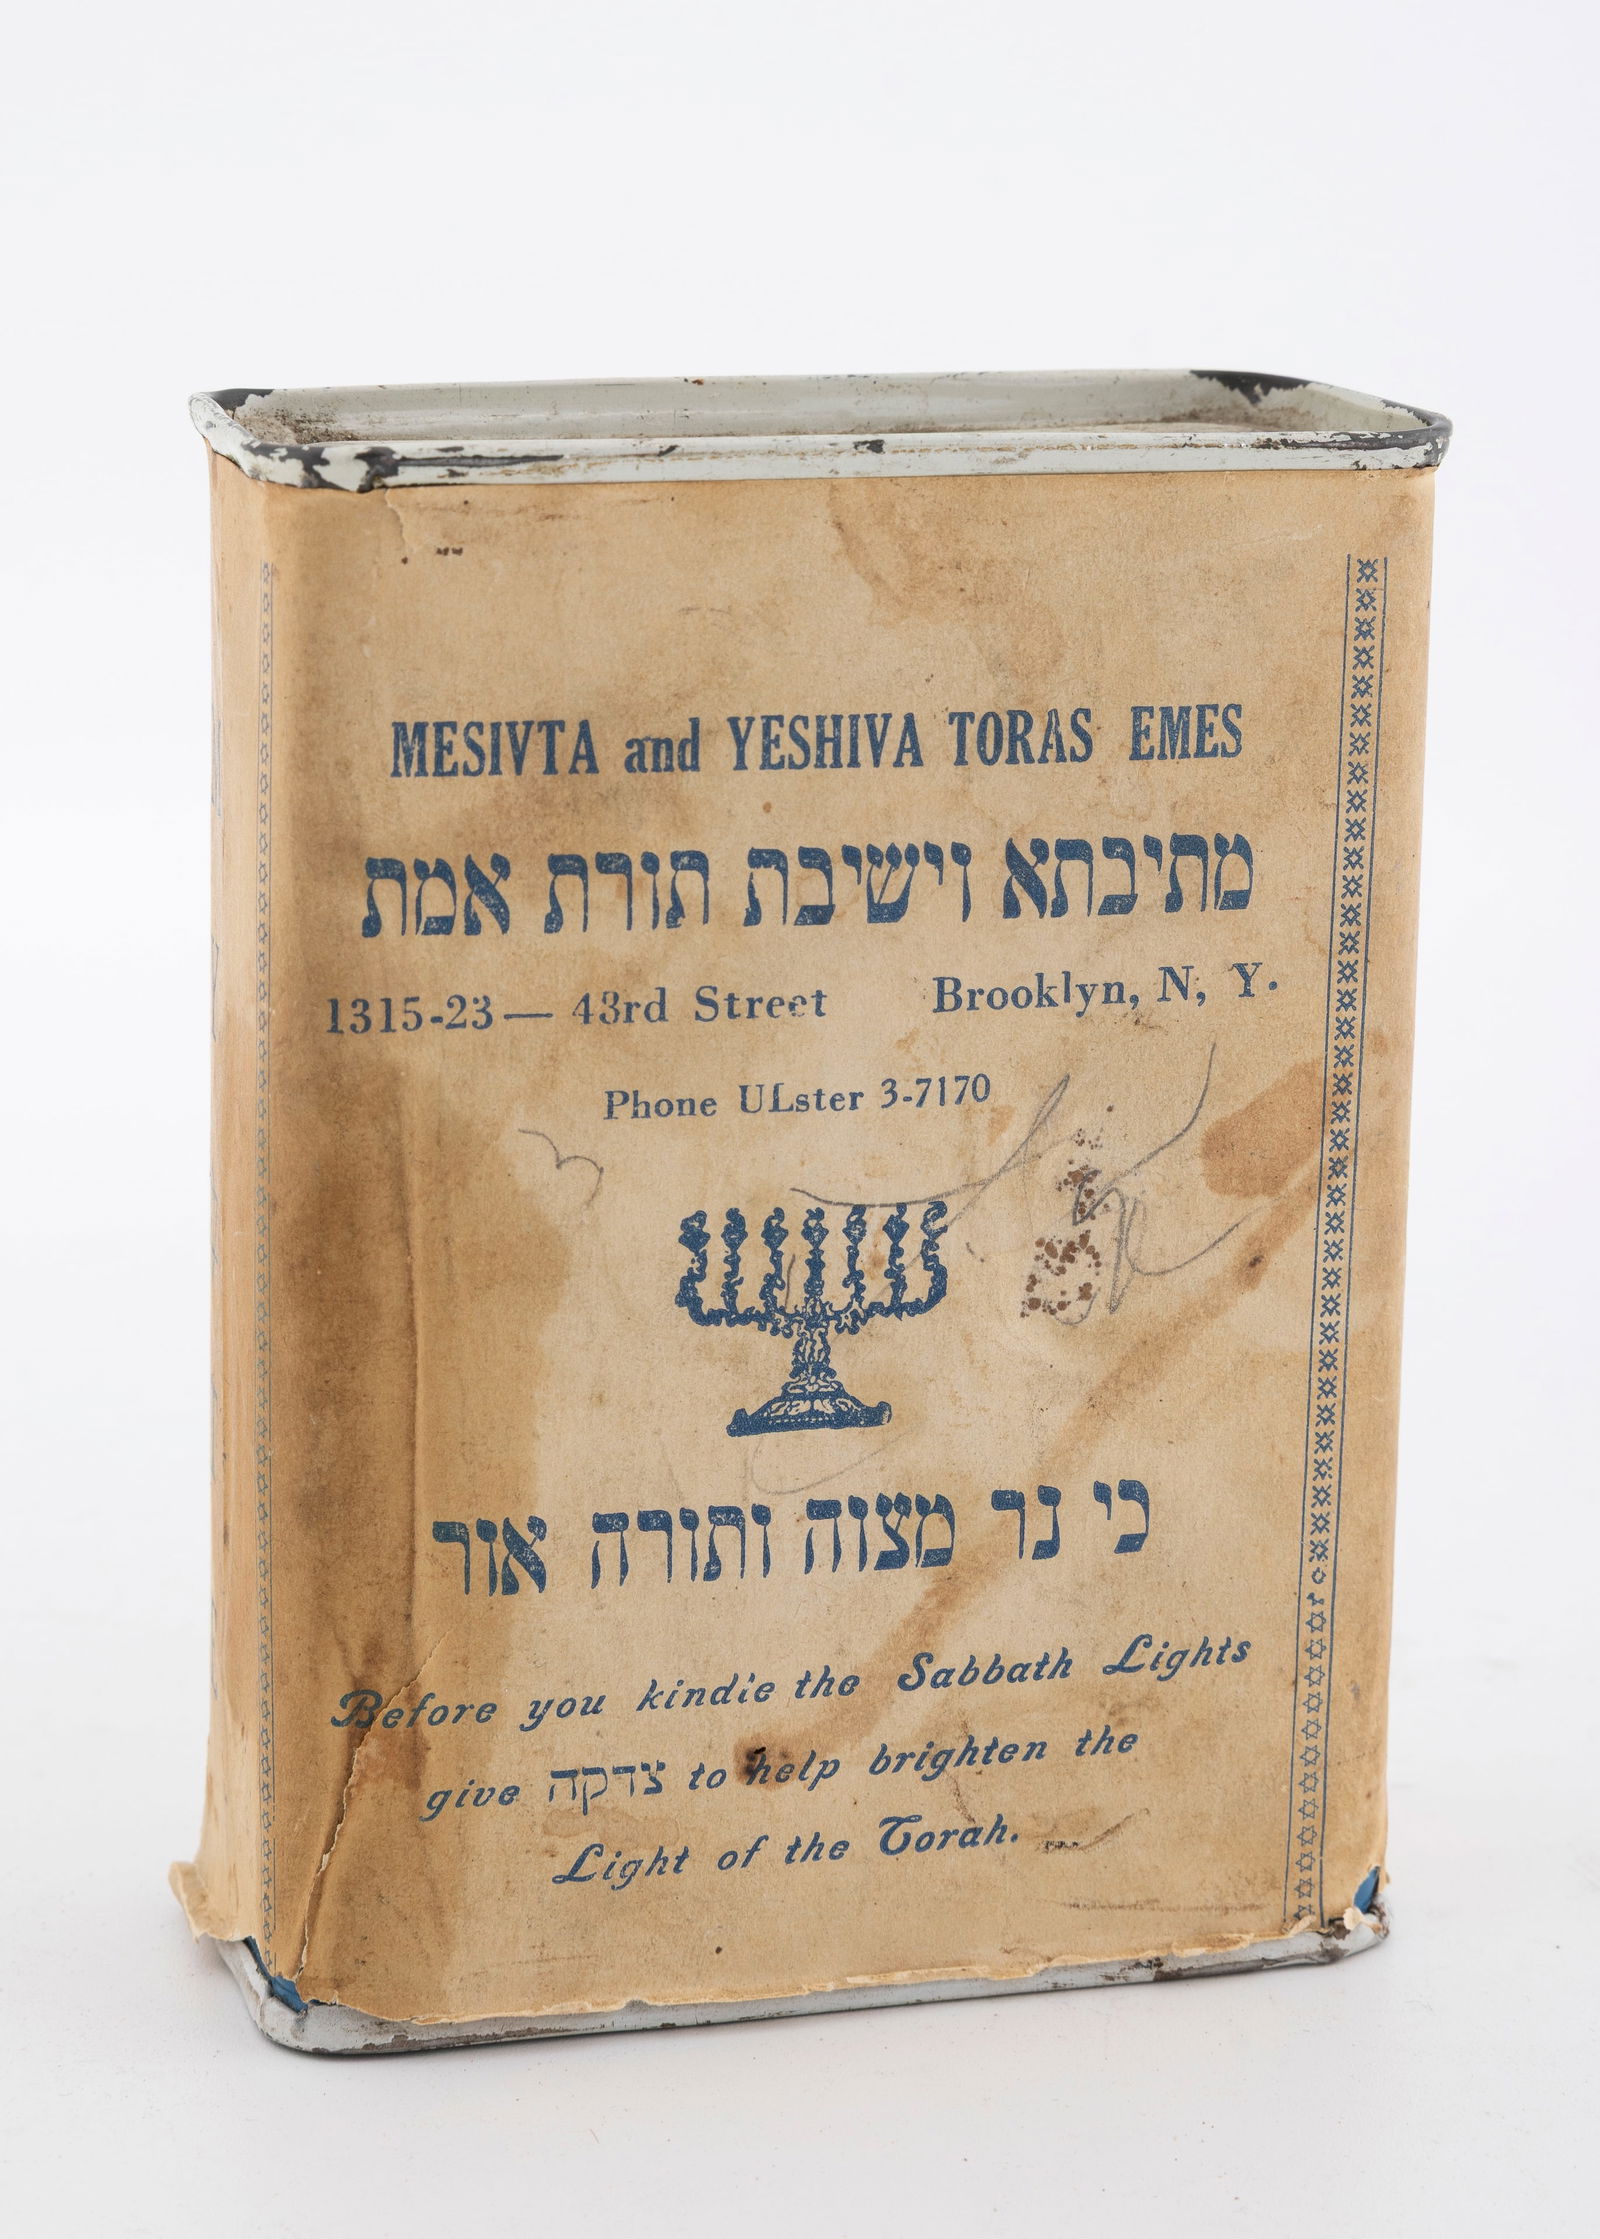 MESIVTA and YESHIVA TORAS EMES
מתיבתא וישיבת תורת אמת
1315-23— 43rd Street Brooklyn, N, Y.
Phone ULster 3-7170
כי נר מצוה ותורה אור
Before you kindle the Sabbath Lights
give צדקה to help brighten the
Light of the Torah.